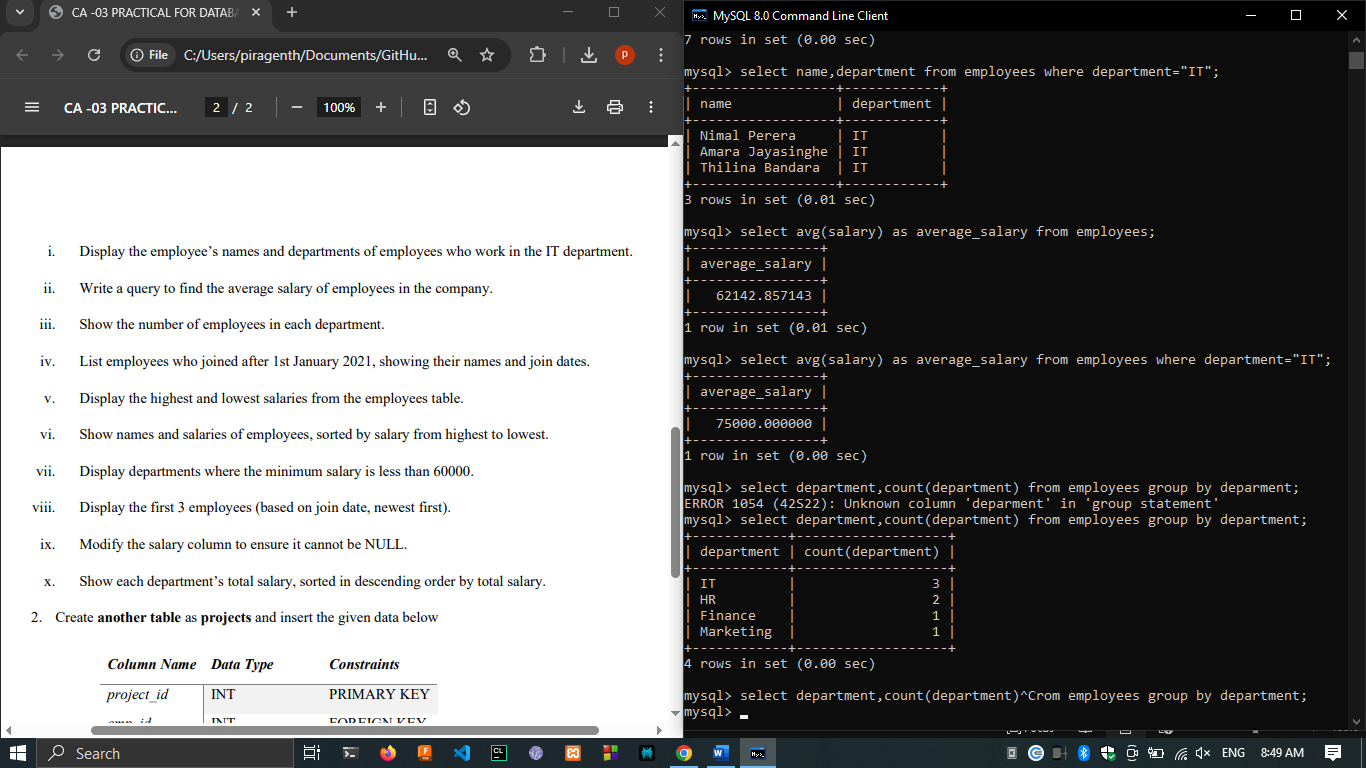 CA -03 PRACTICAL FOR DATABA
File C:/Users/piragenth/Documents/GitHu... p
CA -03 PRACTIC... 2 / 2 100%
i. Display the employee’s names and departments of employees who work in the IT department.
ii. Write a query to find the average salary of employees in the company.
iii. Show the number of employees in each department.
iv. List employees who joined after 1st January 2021, showing their names and join dates.
v. Display the highest and lowest salaries from the employees table.
vi. Show names and salaries of employees, sorted by salary from highest to lowest.
vii. Display departments where the minimum salary is less than 60000.
viii. Display the first 3 employees (based on join date, newest first).
ix. Modify the salary column to ensure it cannot be NULL.
x. Show each department’s total salary, sorted in descending order by total salary.
2. Create another table as projects and insert the given data below
Column Name Data Type Constraints
project_id INT PRIMARY KEY
emp_id INT FOREIGN KEY
MySQL 8.0 Command Line Client
7 rows in set (0.00 sec)
mysql> select name,department from employees where department="IT";
+-----------------+------------+
| name | department |
+-----------------+------------+
| Nimal Perera | IT |
| Amara Jayasinghe | IT |
| Thilina Bandara | IT |
+-----------------+------------+
3 rows in set (0.01 sec)
mysql> select avg(salary) as average_salary from employees;
+----------------+
| average_salary |
+----------------+
| 62142.857143 |
+----------------+
1 row in set (0.01 sec)
mysql> select avg(salary) as average_salary from employees where department="IT";
+----------------+
| average_salary |
+----------------+
| 75000.000000 |
+----------------+
1 row in set (0.00 sec)
mysql> select department,count(department) from employees group by deparment;
ERROR 1054 (42S22): Unknown column 'deparment' in 'group statement'
mysql> select department,count(department) from employees group by department;
+------------+-------------------+
| department | count(department) |
+------------+-------------------+
| IT | 3 |
| HR | 2 |
| Finance | 1 |
| Marketing | 1 |
+------------+-------------------+
4 rows in set (0.00 sec)
mysql> select department,count(department)^Crom employees group by department;
mysql>
Search
ENG 8:49 AM